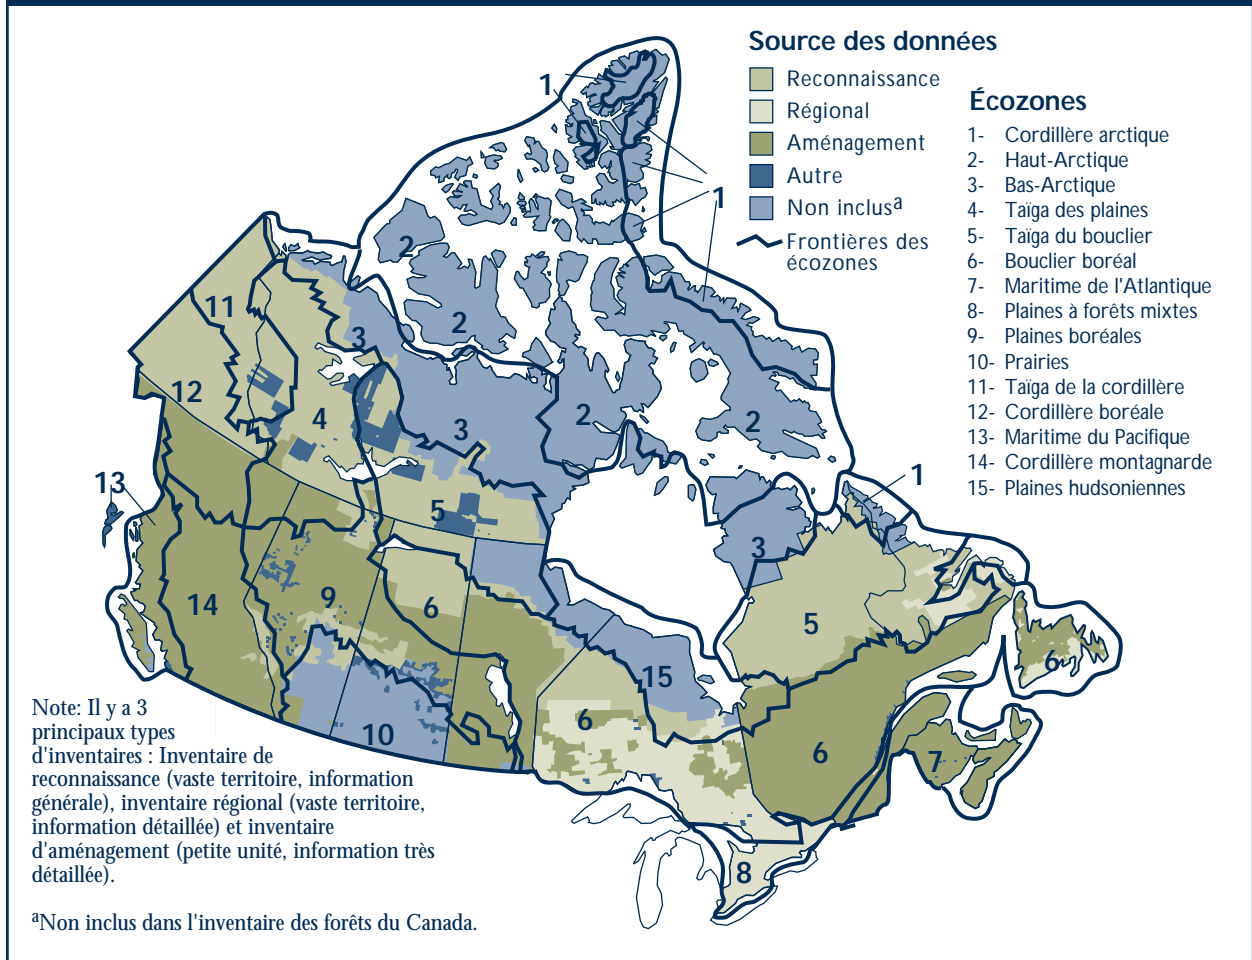 Source des données
Reconnaissance
Régional
Aménagement
Autre
Non inclusᵃ
Frontières des
écozones
Écozones
1- Cordillère arctique
2- Haut-Arctique
3- Bas-Arctique
4- Taïga des plaines
5- Taïga du bouclier
6- Bouclier boréal
7- Maritime de l'Atlantique
8- Plaines à forêts mixtes
9- Plaines boréales
10- Prairies
11- Taïga de la cordillère
12- Cordillère boréale
13- Maritime du Pacifique
14- Cordillère montagnarde
15- Plaines hudsoniennes
1
1
2
11
2
3
12
4
3
2
2
13
1
5
3
14
9
6
5
15
6
6
10
6
7
8
Note: Il y a 3
principaux types
d'inventaires : Inventaire de
reconnaissance (vaste territoire, information
générale), inventaire régional (vaste territoire,
information détaillée) et inventaire
d'aménagement (petite unité, information très
détaillée).
ᵃNon inclus dans l'inventaire des forêts du Canada.